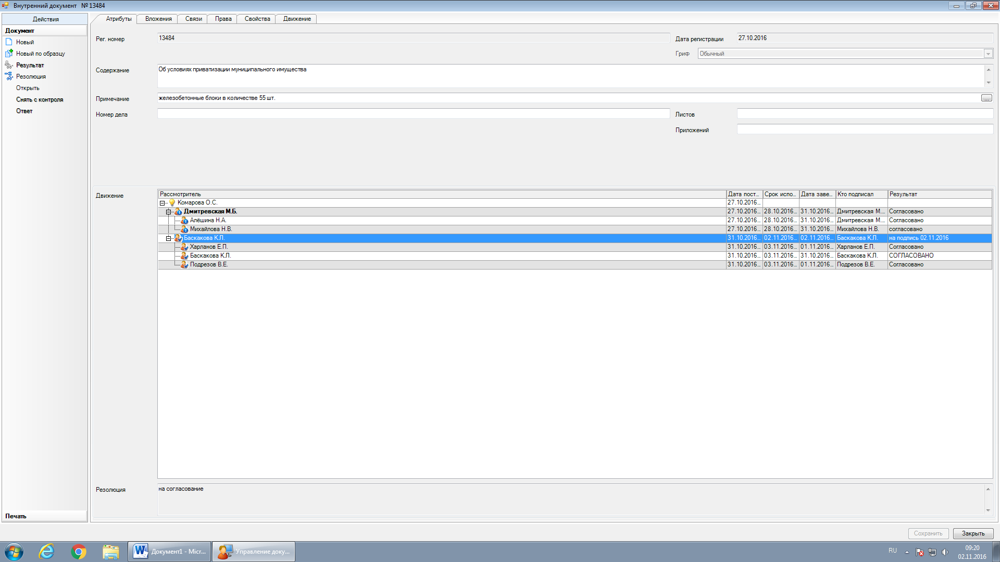 Внутренний документ № 13484
Действия
Документ
Новый
Новый по образцу
Результат
Резолюция
Открыть
Снять с контроля
Ответ
Печать
Атрибуты Вложения Связи Права Свойства Движение
Рег. номер 13484 Дата регистрации 27.10.2016
Гриф Обычный
Содержание Об условиях приватизации муниципального имущества
Примечание железобетонные блоки в количестве 55 шт. ...
Номер дела Листов
Приложений
Движение
Рассмотритель Дата пост... Срок испо... Дата заве... Кто подписал Результат
Комарова О.С. 27.10.2016...
Дмитревская М.Б. 27.10.2016... 28.10.2016... 31.10.2016... Дмитревская М.... Согласовано
Алёшина Н.А. 27.10.2016... 28.10.2016... 31.10.2016... Дмитревская М.... Согласовано
Михайлова Н.В. 27.10.2016... 28.10.2016... 31.10.2016... Михайлова Н.В. согласовано
Баскакова К.Л. 31.10.2016... 02.11.2016... 02.11.2016... Баскакова К.Л. на подпись 02.11.2016
Харланов Е.П. 31.10.2016... 03.11.2016... 01.11.2016... Харланов Е.П. Согласовано
Баскакова К.Л. 31.10.2016... 03.11.2016... 31.10.2016... Баскакова К.Л. СОГЛАСОВАНО
Подрезов В.Е. 31.10.2016... 03.11.2016... 01.11.2016... Подрезов В.Е. Согласовано
Резолюция на согласование
Сохранить Закрыть
Документ1 - Micr... Управление доку... RU 09:20
02.11.2016